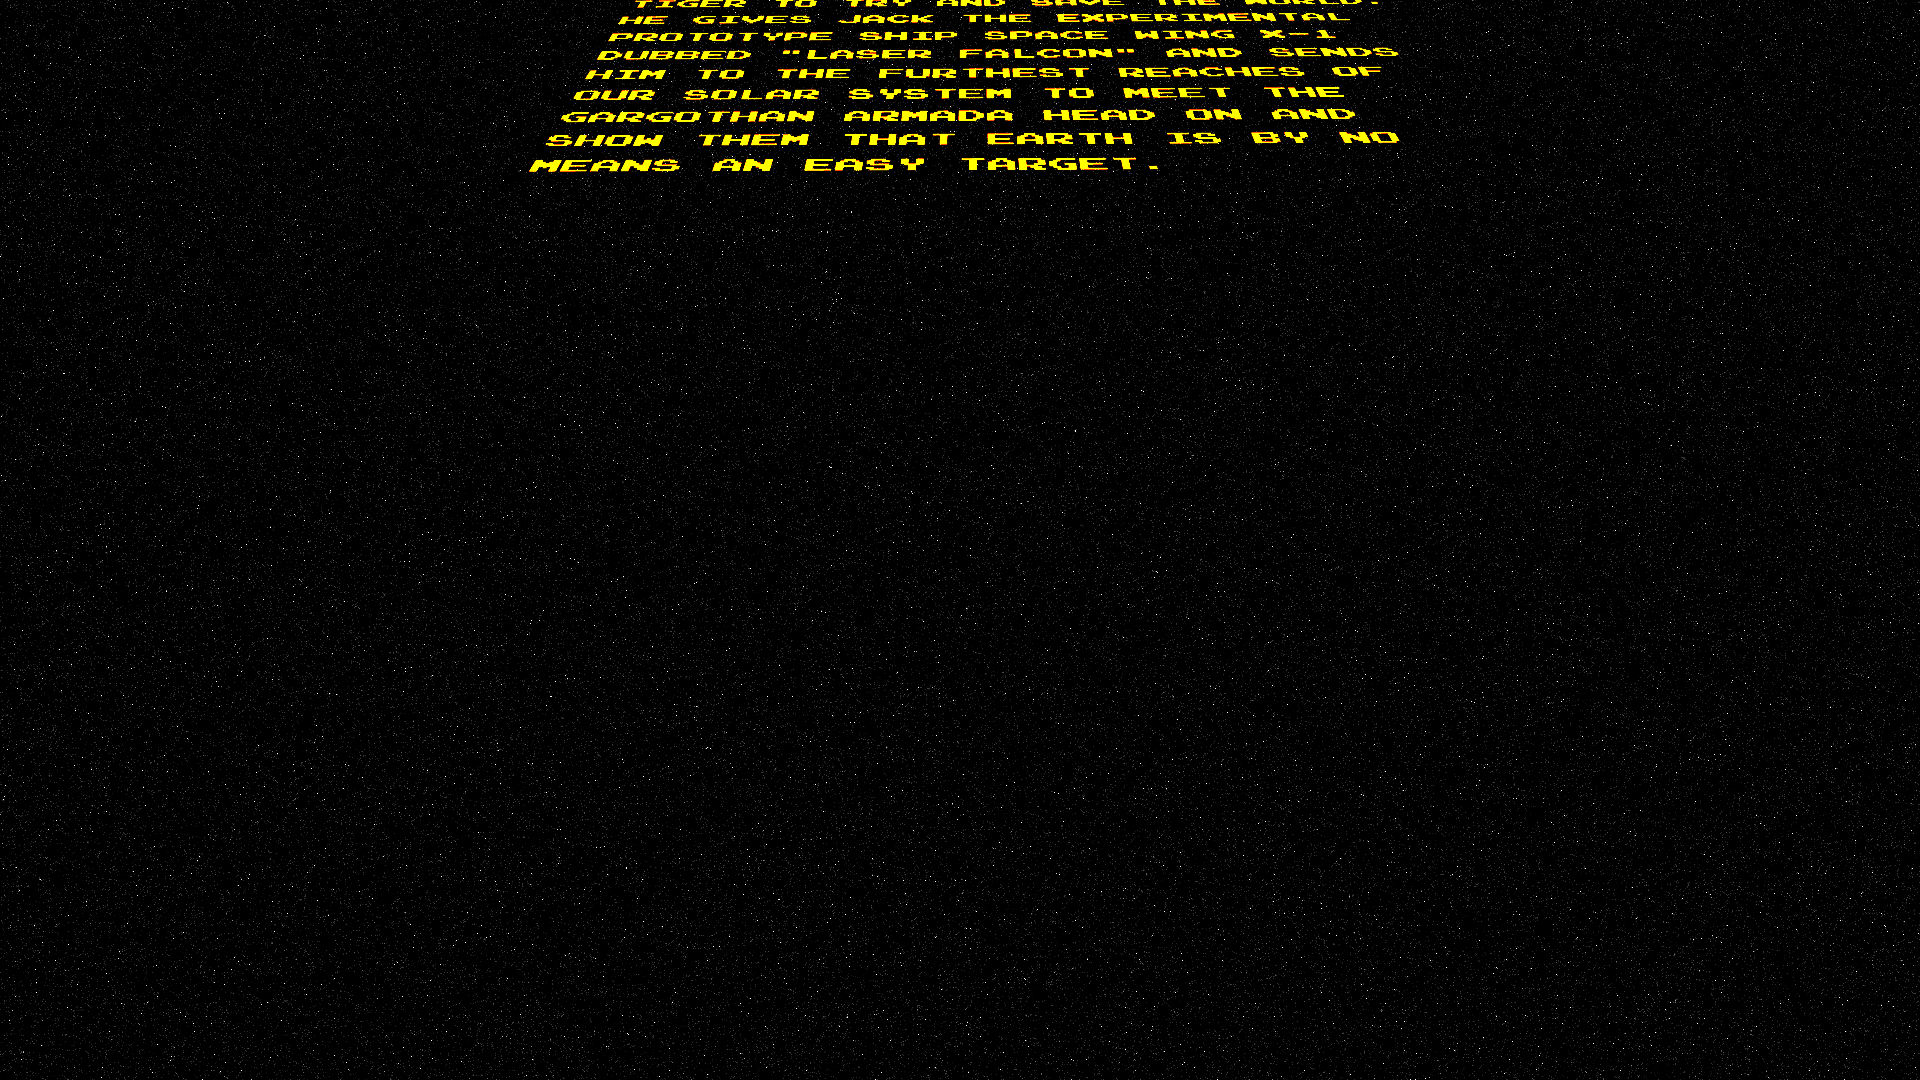 TIGER TO TRY AND SAVE THE WORLD.
HE GIVES JACK THE EXPERIMENTAL
PROTOTYPE SHIP SPACE WING X-1
DUBBED "LASER FALCON" AND SENDS
HIM TO THE FURTHEST REACHES OF
OUR SOLAR SYSTEM TO MEET THE
GARGOTHAN ARMADA HEAD ON AND
SHOW THEM THAT EARTH IS BY NO
MEANS AN EASY TARGET.